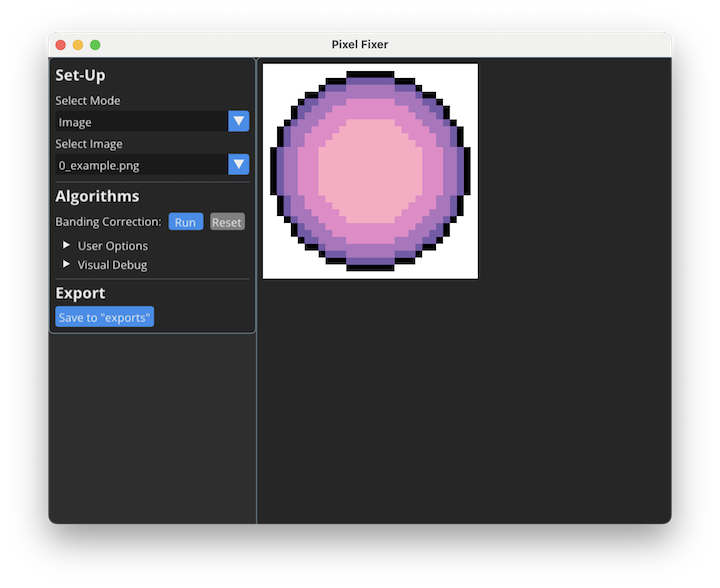 Pixel Fixer
Set-Up
Select Mode
Image
Select Image
0_example.png
Algorithms
Banding Correction: Run Reset
User Options
Visual Debug
Export
Save to "exports"